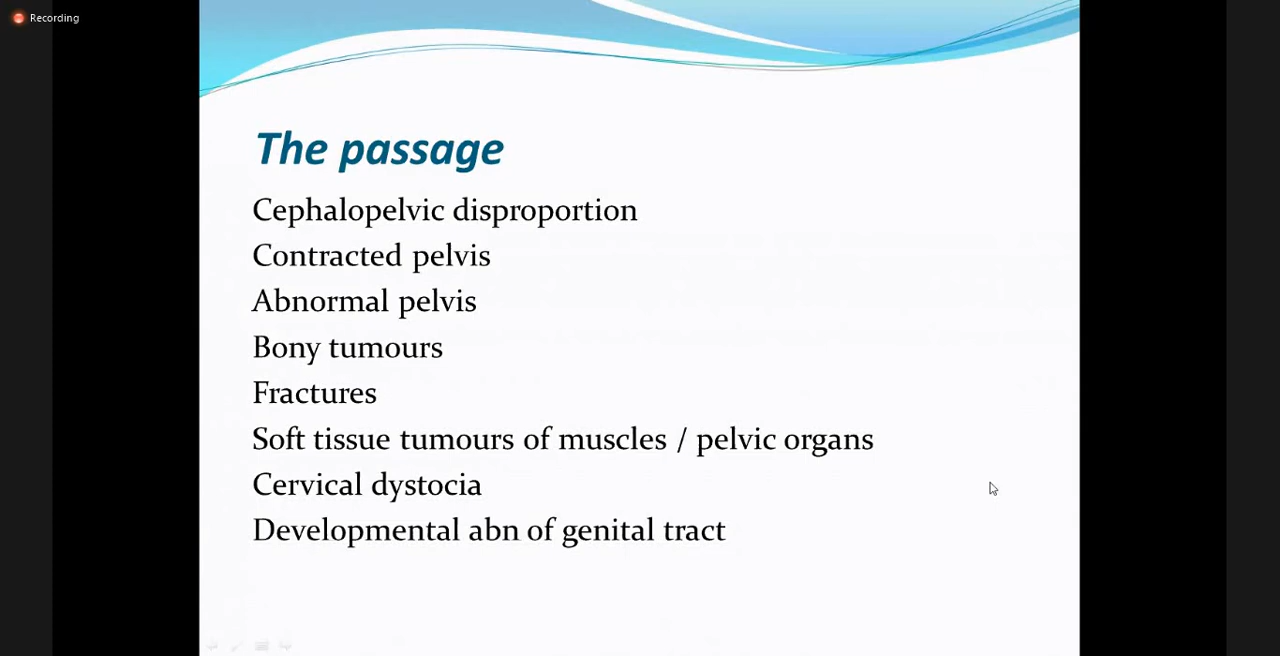 Recording
The passage
Cephalopelvic disproportion
Contracted pelvis
Abnormal pelvis
Bony tumours
Fractures
Soft tissue tumours of muscles / pelvic organs
Cervical dystocia
Developmental abn of genital tract